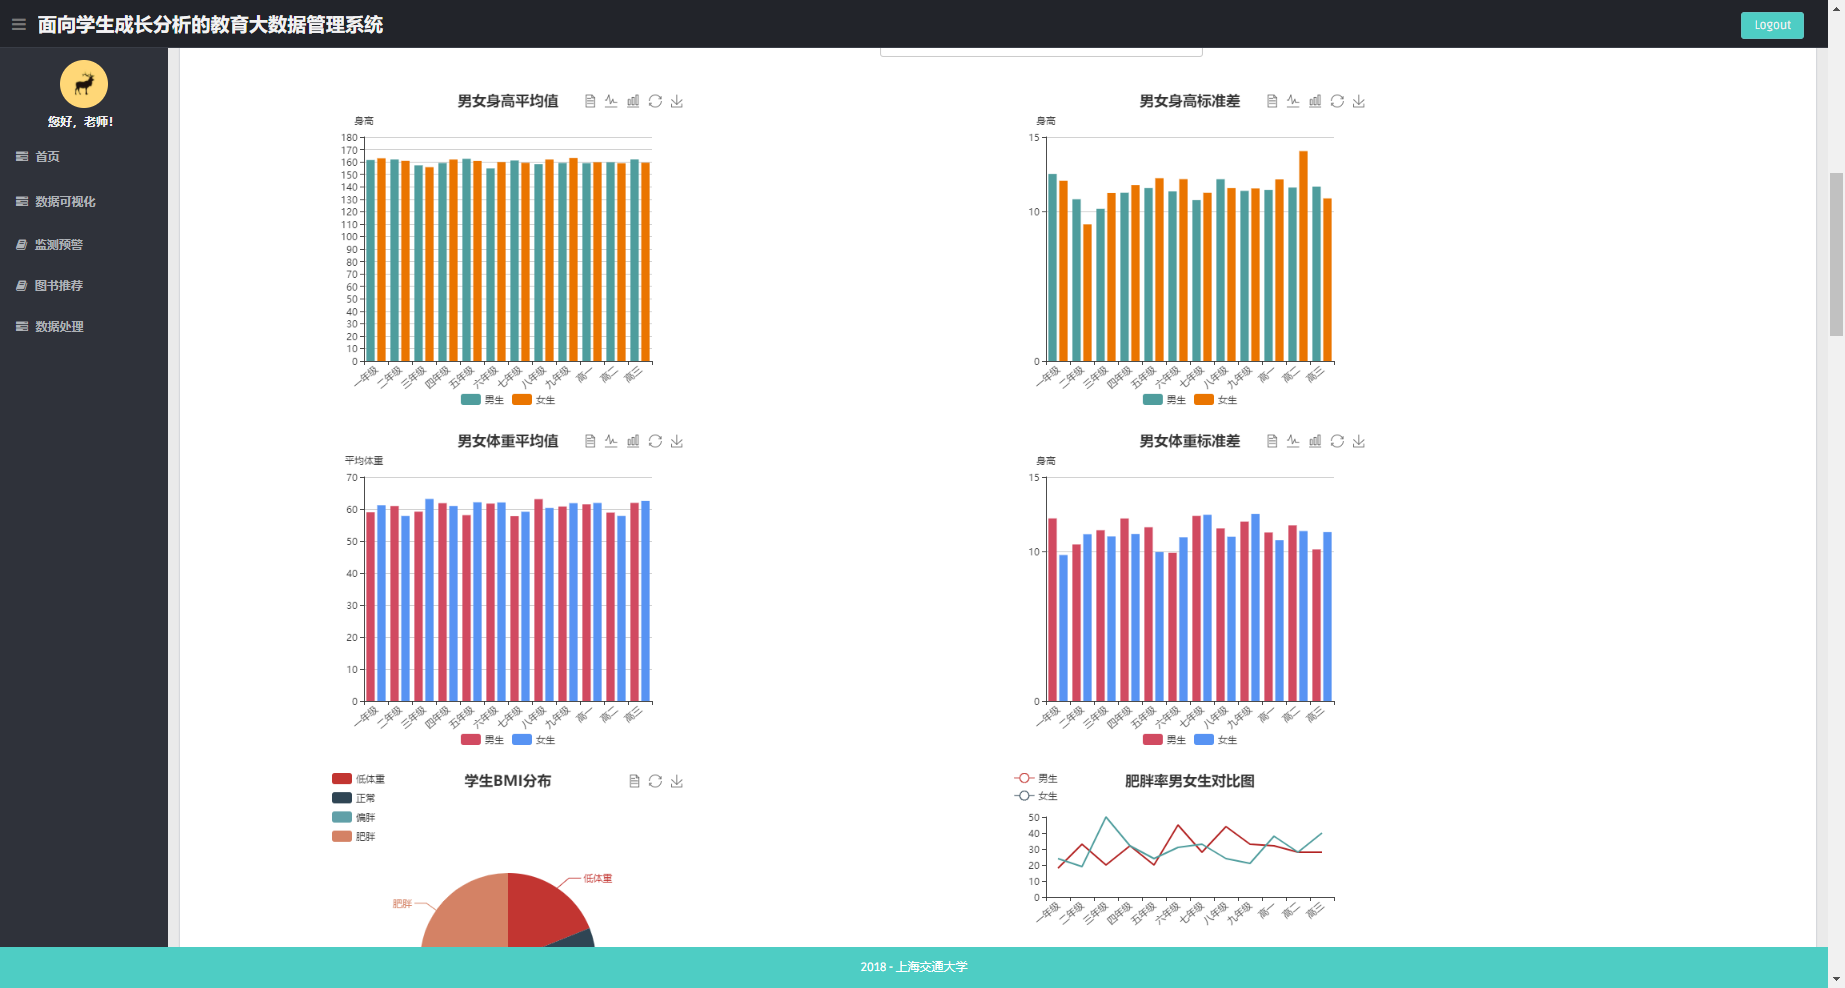 面向学生成长分析的教育大数据管理系统
Logout
您好，老师！
首页
数据可视化
监测预警
图书推荐
数据处理
男女身高平均值
身高
180
170
160
150
140
130
120
110
100
90
80
70
60
50
40
30
20
10
0
一年级 二年级 三年级 四年级 五年级 六年级 七年级 八年级 九年级 高一 高二 高三
男生 女生
男女身高标准差
身高
15
10
0
一年级 二年级 三年级 四年级 五年级 六年级 七年级 八年级 九年级 高一 高二 高三
男生 女生
男女体重平均值
平均体重
70
60
50
40
30
20
10
0
一年级 二年级 三年级 四年级 五年级 六年级 七年级 八年级 九年级 高一 高二 高三
男生 女生
男女体重标准差
身高
15
10
0
一年级 二年级 三年级 四年级 五年级 六年级 七年级 八年级 九年级 高一 高二 高三
男生 女生
学生BMI分布
低体重
正常
偏胖
肥胖
低体重
肥胖
肥胖率男女生对比图
男生
女生
50
40
30
20
10
0
一年级 二年级 三年级 四年级 五年级 六年级 七年级 八年级 九年级 高一 高二 高三
2018 - 上海交通大学